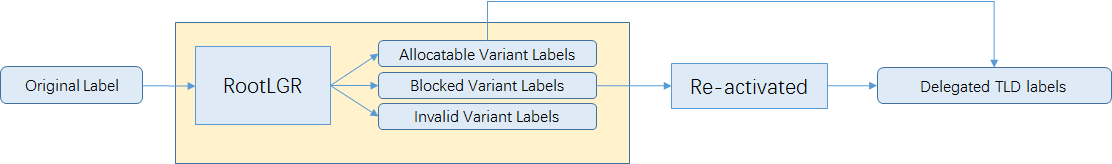 Original Label
RootLGR
Allocatable Variant Labels
Blocked Variant Labels
Invalid Variant Labels
Re-activated
Delegated TLD labels